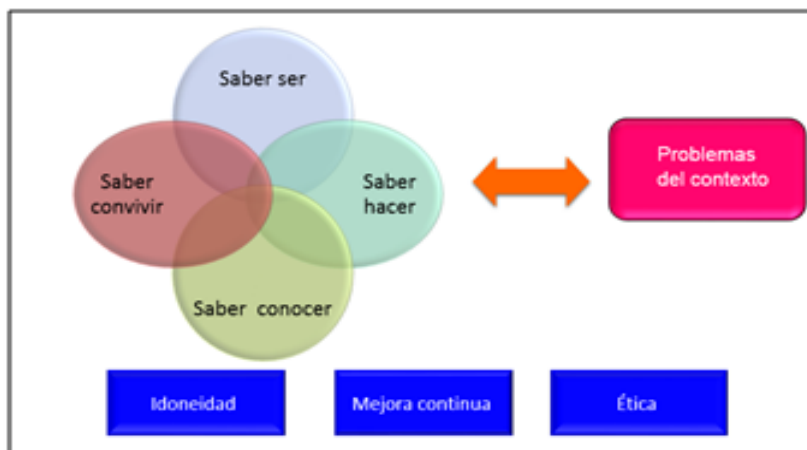 Saber ser
Saber
convivir
Saber
hacer
Saber conocer
Problemas
del contexto
Idoneidad
Mejora continua
Ética